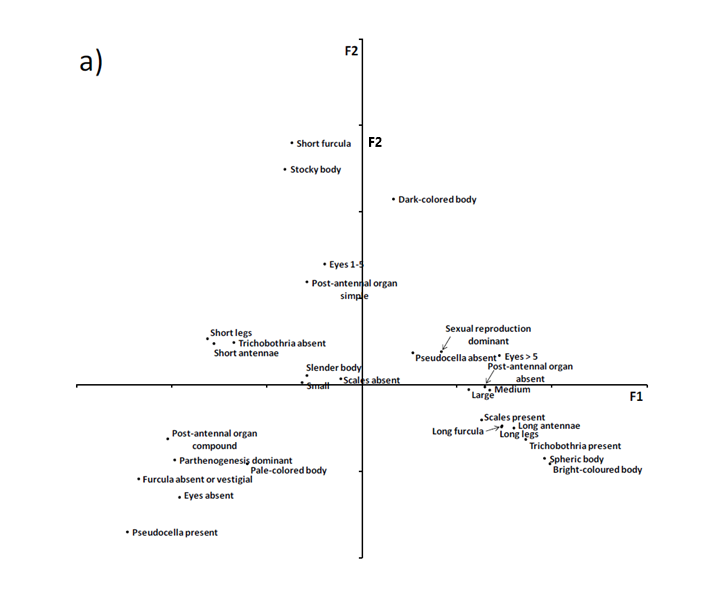 F2
a)
Short furcula
F2
Stocky body
Dark-colored body
Eyes 1-5
Post-antennal organ
simple
Short legs
Trichobothria absent
Short antennae
Sexual reproduction
dominant
Pseudocella absent
Eyes > 5
Post-antennal organ
absent
Slender body
Scales absent
Small
Medium
Large
F1
Scales present
Long furcula
Long antennae
Long legs
Trichobothria present
Spheric body
Bright-coloured body
Post-antennal organ
compound
Parthenogenesis dominant
Pale-colored body
Furcula absent or vestigial
Eyes absent
Pseudocella present